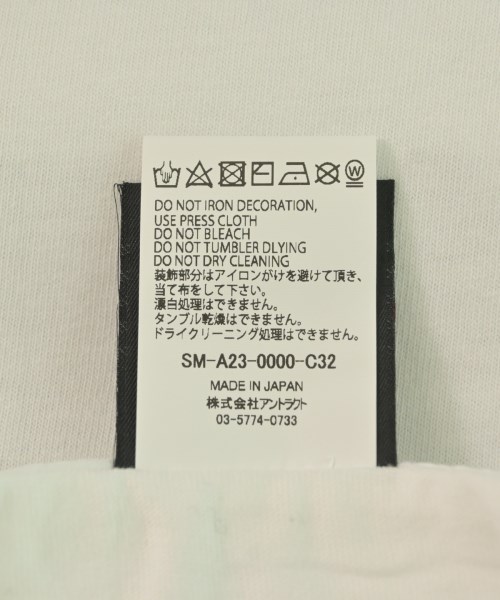 DO NOT IRON DECORATION,
USE PRESS CLOTH
DO NOT BLEACH
DO NOT TUMBLER DLYING
DO NOT DRY CLEANING
装飾部分はアイロンがけを避けて頂き、
当て布をして下さい。
漂白処理はできません。
タンブル乾燥はできません。
ドライクリーニング処理はできません。
SM-A23-0000-C32
MADE IN JAPAN
株式会社アントラクト
03-5774-0733